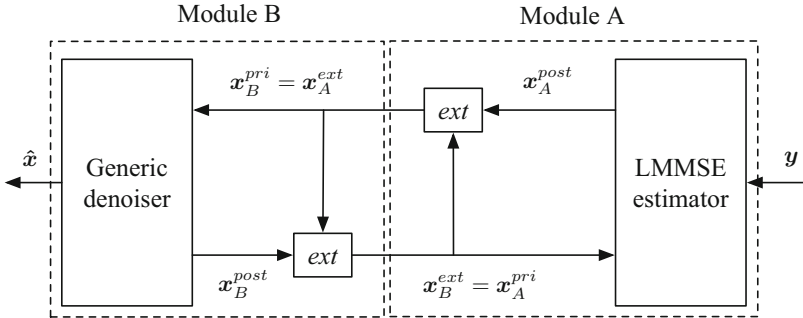 Module B
Module A
x_B^{pri} = x_A^{ext}
x_A^{post}
ext
x̂
Generic
denoiser
LMMSE
estimator
y
ext
x_B^{post}
x_B^{ext} = x_A^{pri}